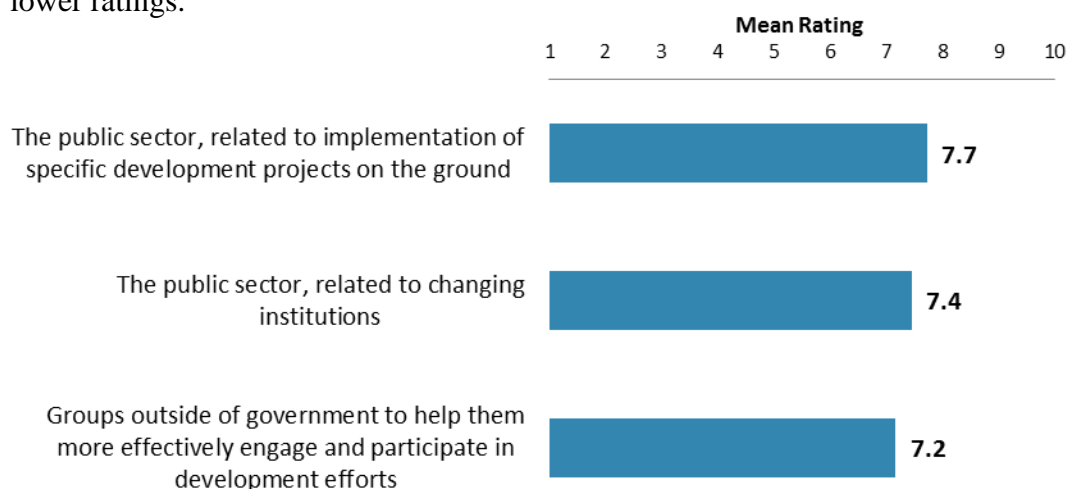 lower ratings.
Mean Rating
1 2 3 4 5 6 7 8 9 10
The public sector, related to implementation of
specific development projects on the ground
7.7
The public sector, related to changing
institutions
7.4
Groups outside of government to help them
more effectively engage and participate in
development efforts
7.2